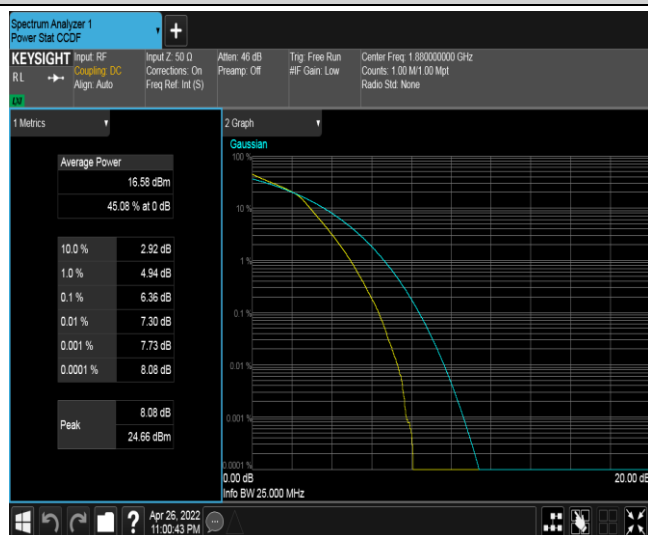 Spectrum Analyzer 1
Power Stat CCDF
+
KEYSIGHT
RL
Input: RF
Coupling: DC
Align: Auto
Input Z: 50 Ω
Corrections: On
Freq Ref: Int (S)
Atten: 46 dB
Preamp: Off
Trig: Free Run
#IF Gain: Low
Center Freq: 1.880000000 GHz
Counts: 1.00 M/1.00 Mpt
Radio Std: None
1 Metrics
Average Power
16.58 dBm
45.08 % at 0 dB
10.0 % 2.92 dB
1.0 % 4.94 dB
0.1 % 6.36 dB
0.01 % 7.30 dB
0.001 % 7.73 dB
0.0001 % 8.08 dB
Peak
8.08 dB
24.66 dBm
2 Graph
Gaussian
100 %
10 %
1 %
0.1 %
0.01 %
0.001 %
0.0001 %
0.00 dB
20.00 dB
Info BW 25.000 MHz
?
Apr 26, 2022
11:00:43 PM